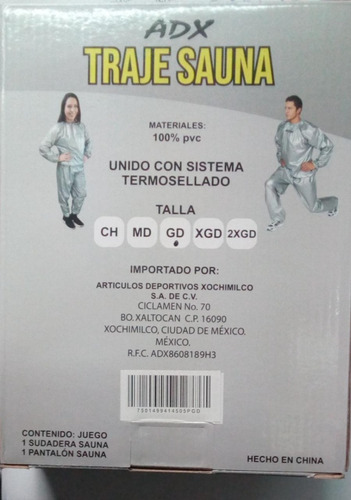 ADX
TRAJE SAUNA
MATERIALES:
100% pvc
UNIDO CON SISTEMA
TERMOSELLADO
TALLA
CH MD GD XGD 2XGD
IMPORTADO POR:
ARTICULOS DEPORTIVOS XOCHIMILCO
S.A. DE C.V.
CICLAMEN No. 70
BO. XALTOCAN C.P. 16090
XOCHIMILCO, CIUDAD DE MÉXICO.
MÉXICO.
R.F.C. ADX8608189H3
CONTENIDO: JUEGO
1 SUDADERA SAUNA
1 PANTALÓN SAUNA
HECHO EN CHINA